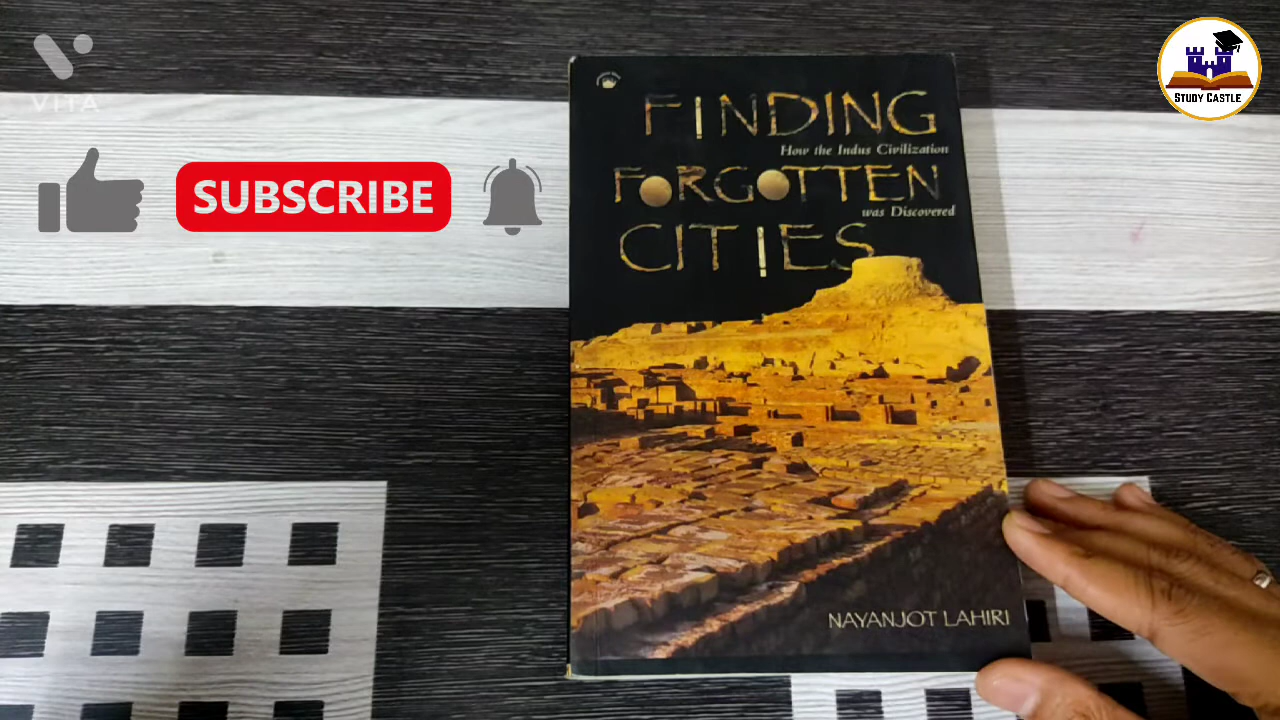 VITA
STUDY CASTLE
SUBSCRIBE
FINDING
How the Indus Civilization
FORGOTTEN
was Discovered
CITIES
NAYANJOT LAHIRI